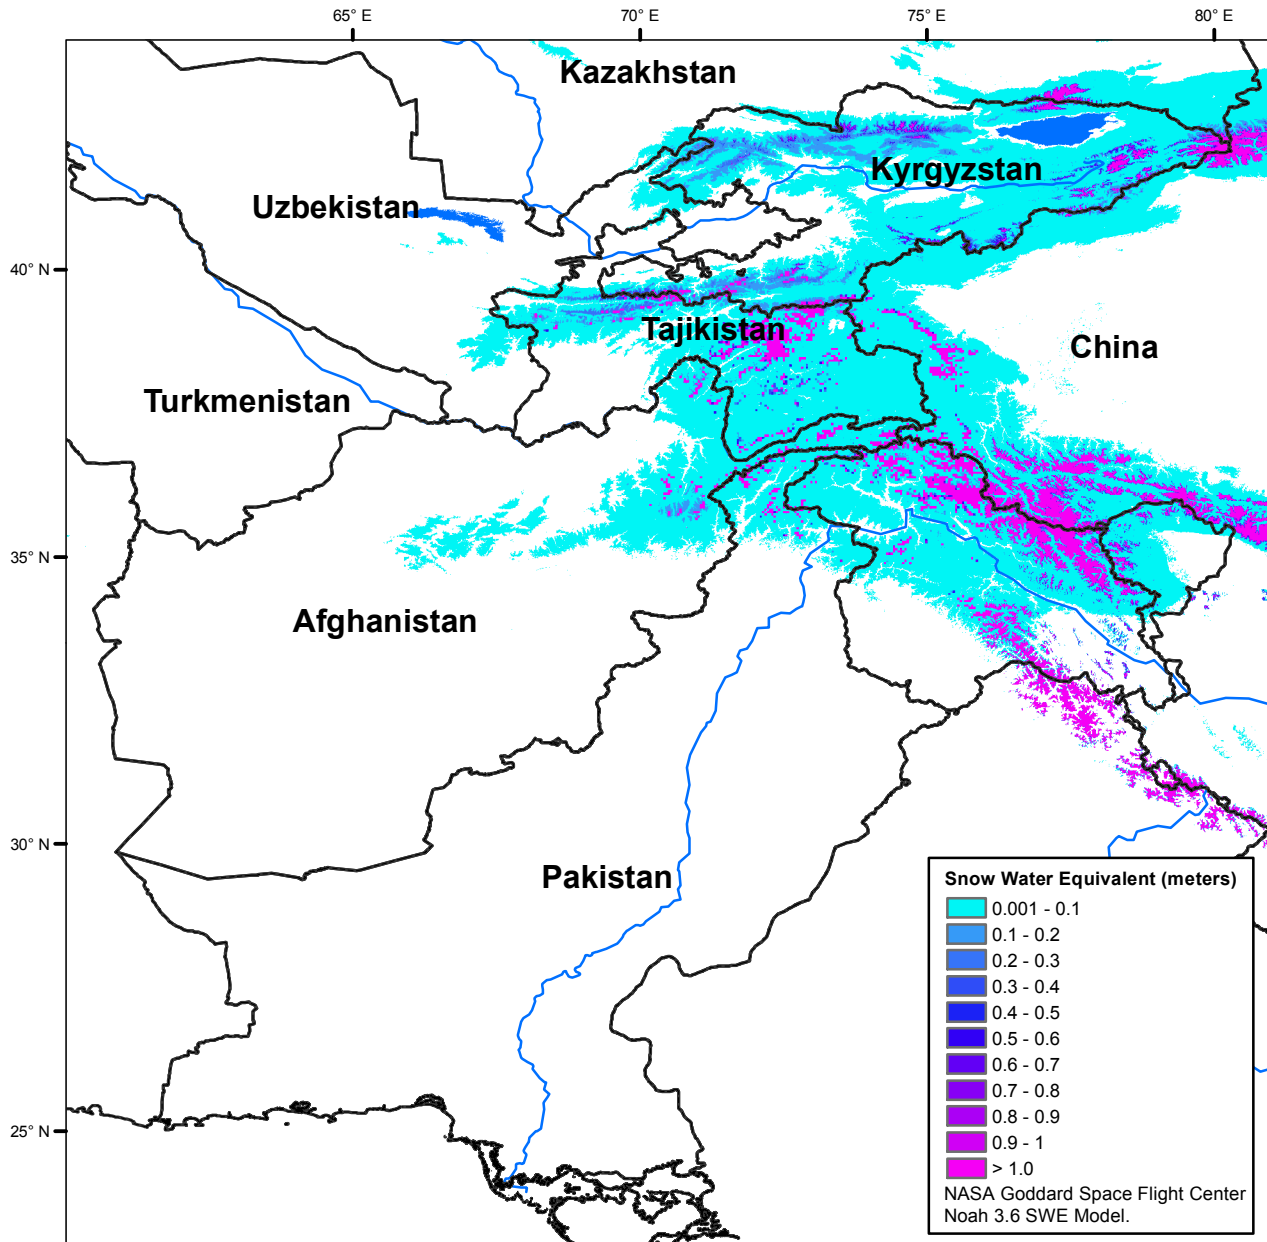 65° E
70° E
75° E
80° E
Kazakhstan
Kyrgyzstan
Uzbekistan
40° N
Tajikistan
China
Turkmenistan
35° N
Afghanistan
30° N
Pakistan
25° N
Snow Water Equivalent (meters)
0.001 - 0.1
0.1 - 0.2
0.2 - 0.3
0.3 - 0.4
0.4 - 0.5
0.5 - 0.6
0.6 - 0.7
0.7 - 0.8
0.8 - 0.9
0.9 - 1
> 1.0
NASA Goddard Space Flight Center
Noah 3.6 SWE Model.